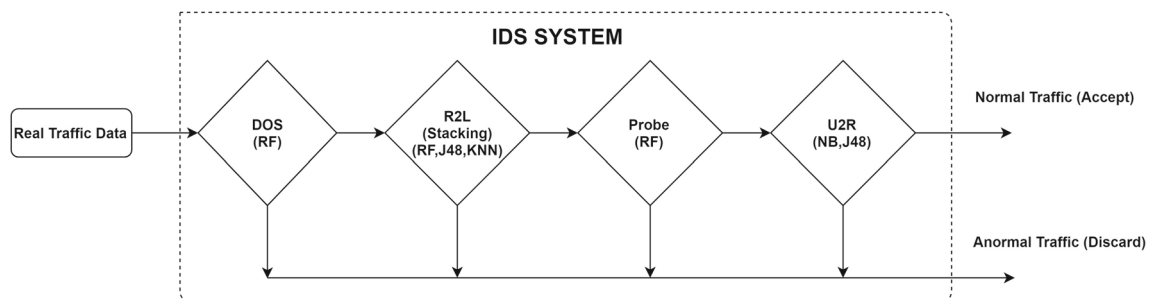 IDS SYSTEM
Real Traffic Data
DOS
(RF)
R2L
(Stacking)
(RF,J48,KNN)
Probe
(RF)
U2R
(NB,J48)
Normal Traffic (Accept)
Anormal Traffic (Discard)